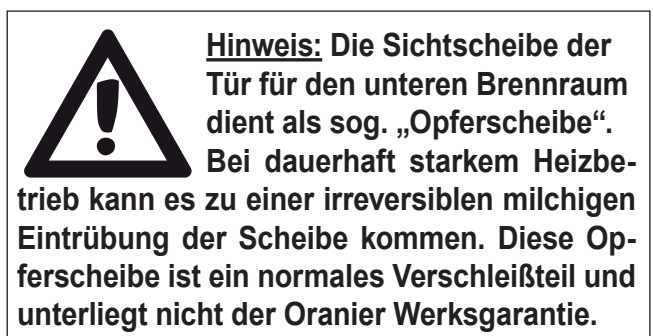 Hinweis: Die Sichtscheibe der
Tür für den unteren Brennraum
dient als sog. „Opferscheibe“.
Bei dauerhaft starkem Heizbe-
trieb kann es zu einer irreversiblen milchigen
Eintrübung der Scheibe kommen. Diese Op-
ferscheibe ist ein normales Verschleißteil und
unterliegt nicht der Oranier Werksgarantie.